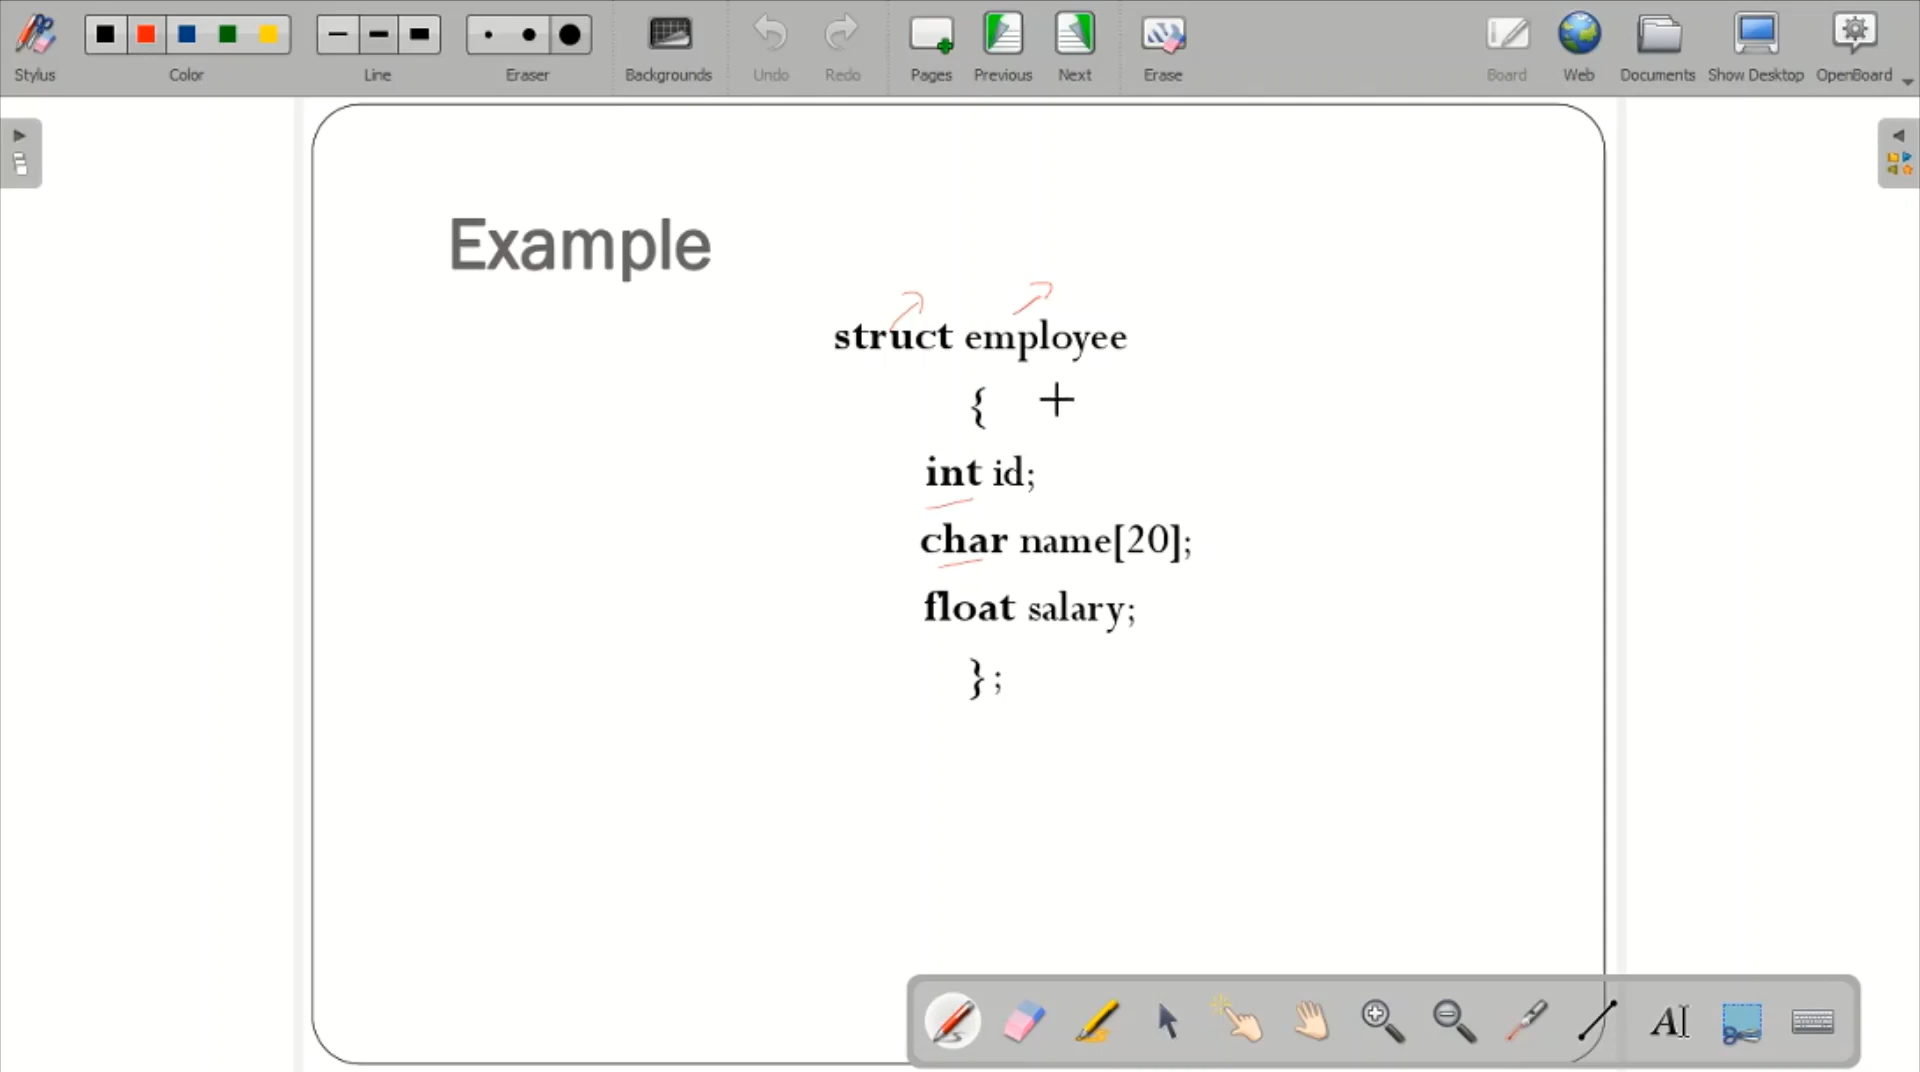 Stylus
Color
Line
Eraser
Backgrounds
Undo
Redo
Pages
Previous
Next
Erase
Board
Web
Documents
Show Desktop
OpenBoard
Example
struct employee
{
int id;
char name[20];
float salary;
};